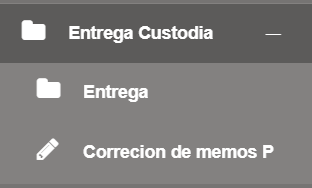 Entrega Custodia
Entrega
Correcion de memos P